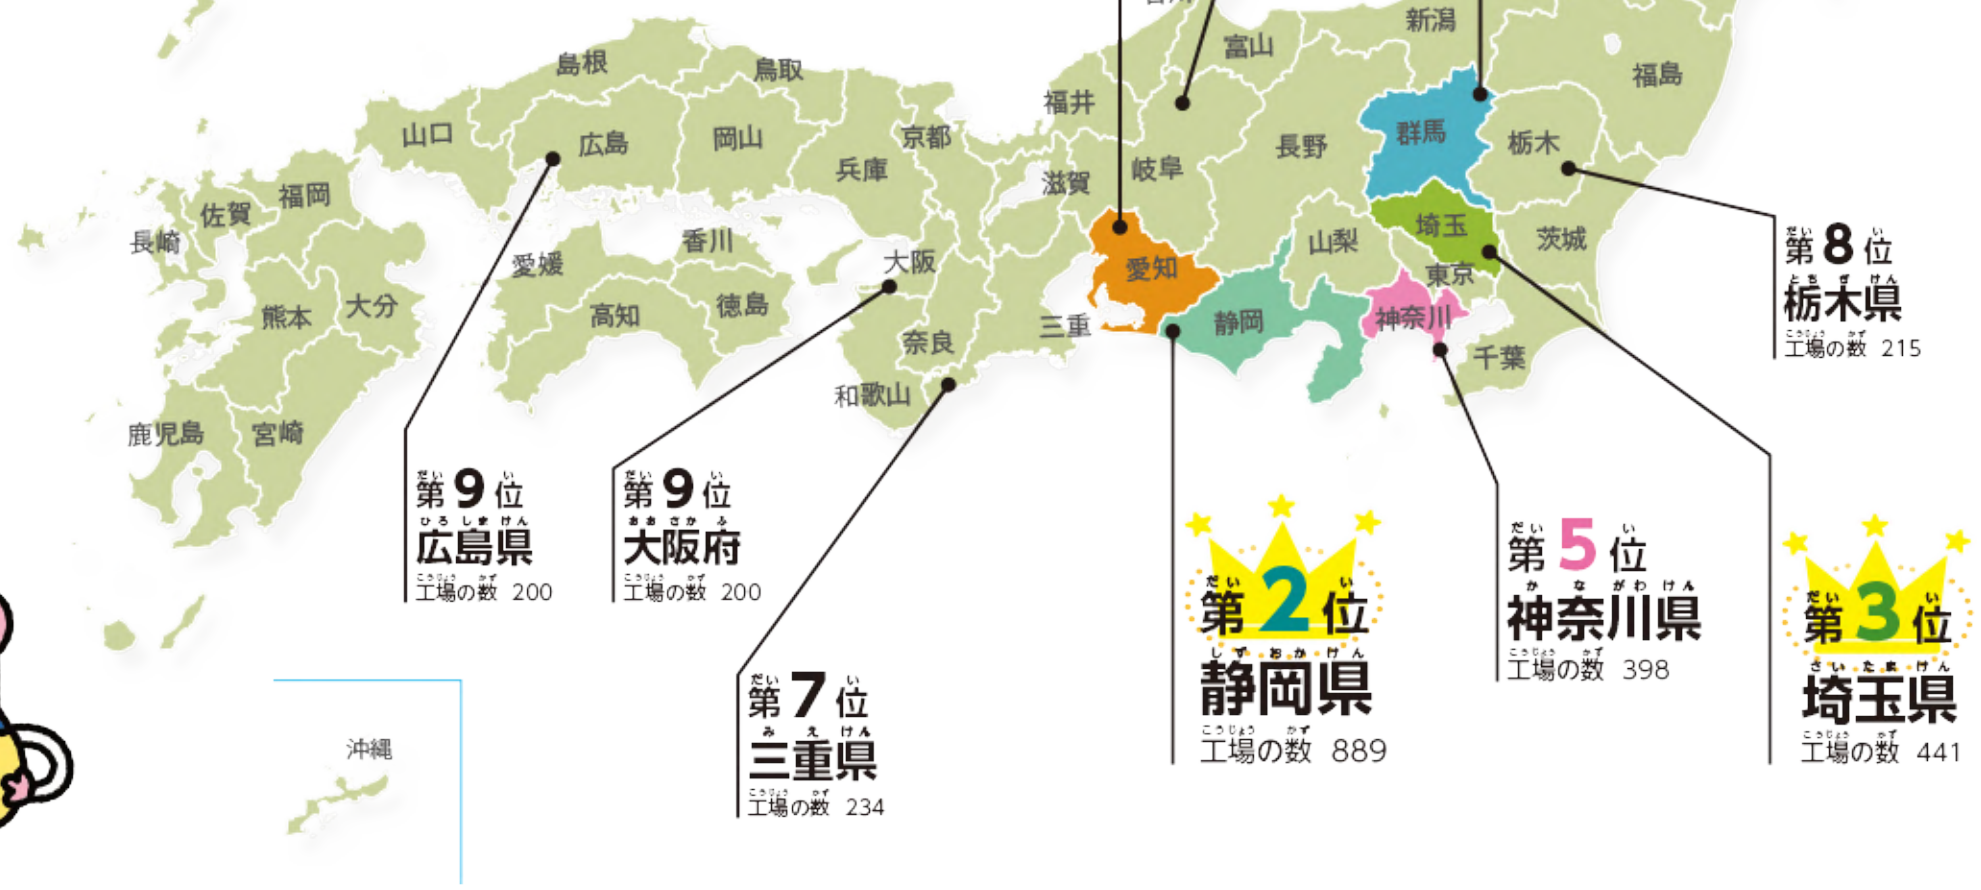 新潟
富山
島根
鳥取
福島
福井
山口
広島
岡山
京都
群馬
栃木
長野
兵庫
滋賀
岐阜
福岡
佐賀
長崎
埼玉
茨城
香川
山梨
愛媛
大阪
愛知
東京
熊本
大分
高知
徳島
三重
静岡
神奈川
奈良
千葉
和歌山
鹿児島
宮崎
沖縄
だい い
第8位
とちぎけん
栃木県
こうじょう かず
工場の数 215
だい い
第9位
ひろしまけん
広島県
こうじょう かず
工場の数 200
だい い
第9位
おおさかふ
大阪府
こうじょう かず
工場の数 200
だい い
第7位
みえけん
三重県
こうじょう かず
工場の数 234
だい い
第2位
しずおかけん
静岡県
こうじょう かず
工場の数 889
だい い
第5位
かながわけん
神奈川県
こうじょう かず
工場の数 398
だい い
第3位
さいたまけん
埼玉県
こうじょう かず
工場の数 441